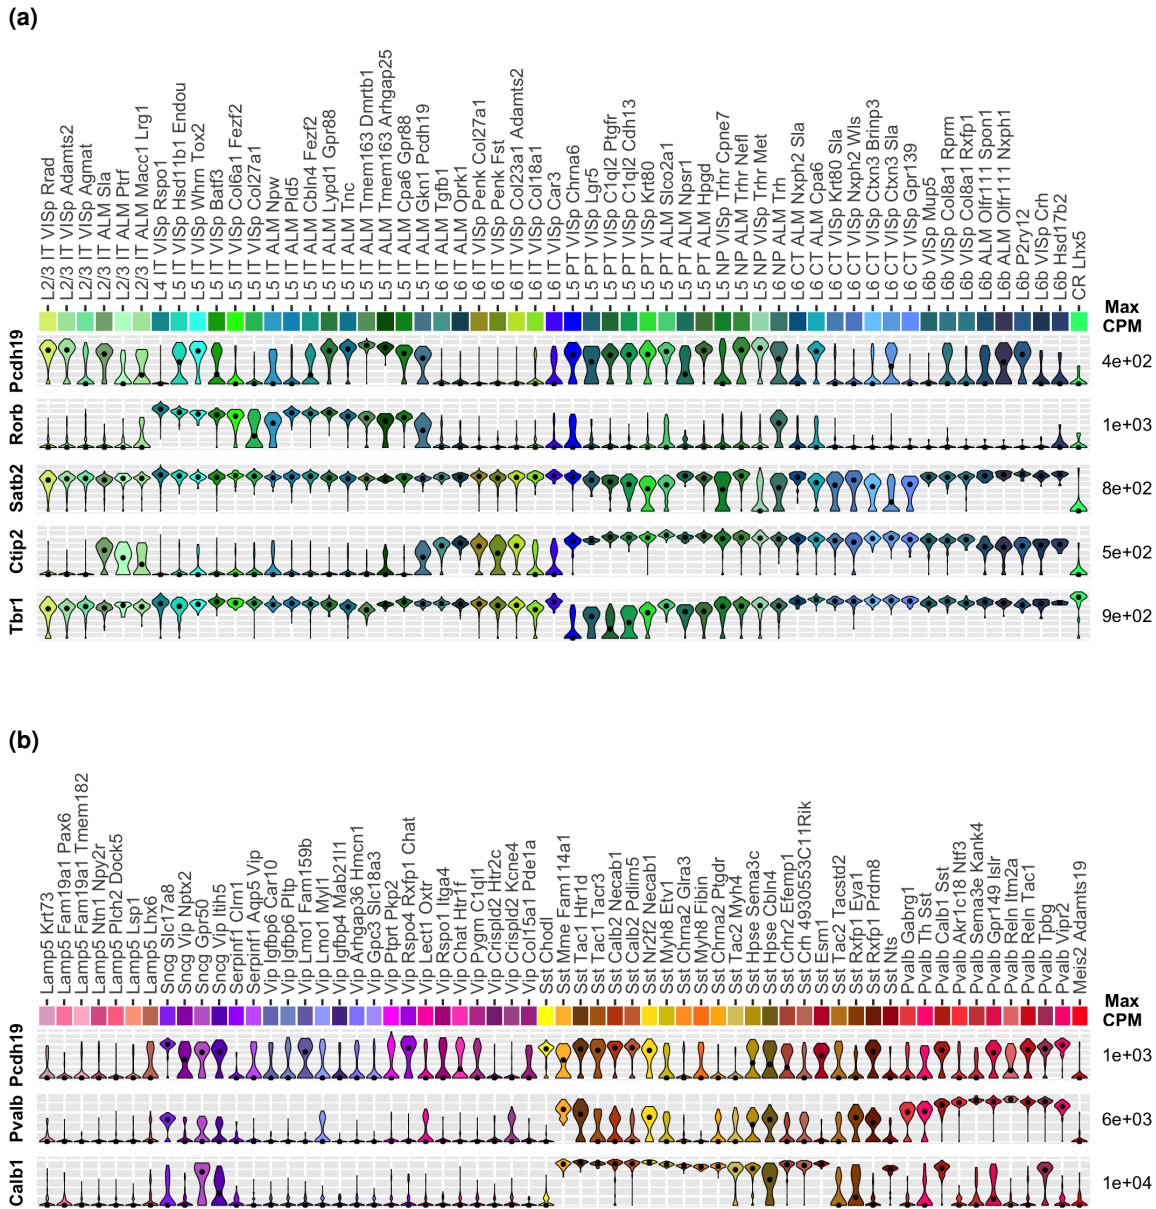 (a)
L2/3 IT VISp Rrad
L2/3 IT VISp Adamts2
L2/3 IT VISp Agmat
L2/3 IT ALM Sla
L2/3 IT ALM Ptrf
L2/3 IT ALM Macc1 Lrg1
L4 IT VISp Rspo1
L5 IT VISp Hsd11b1 Endou
L5 IT VISp Whrn Tox2
L5 IT VISp Batf3
L5 IT VISp Col6a1 Fezf2
L5 IT VISp Col27a1
L5 IT ALM Npw
L5 IT ALM Pld5
L5 IT ALM Cbln4 Fezf2
L5 IT ALM Lypd1 Gpr88
L5 IT ALM Tnc
L5 IT ALM Tmem163 Dmrtb1
L5 IT ALM Tmem163 Arhgap25
L5 IT ALM Cpa6 Gpr88
L5 IT ALM Gkn1 Pcdh19
L6 IT ALM Tgfb1
L6 IT ALM Oprk1
L6 IT VISp Penk Col27a1
L6 IT VISp Penk Fst
L6 IT VISp Col23a1 Adamts2
L6 IT VISp Col18a1
L6 IT VISp Car3
L5 PT VISp Chrna6
L5 PT VISp Lgr5
L5 PT VISp C1ql2 Ptgfr
L5 PT VISp C1ql2 Cdh13
L5 PT VISp Krt80
L5 PT ALM Slco2a1
L5 PT ALM Npsr1
L5 PT ALM Hpgd
L5 NP VISp Trhr Cpne7
L5 NP ALM Trhr Nefl
L5 NP VISp Trhr Met
L6 NP ALM Trh
L6 CT ALM Nxph2 Sla
L6 CT ALM Cpa6
L6 CT VISp Krt80 Sla
L6 CT VISp Nxph2 Wls
L6 CT VISp Ctxn3 Brinp3
L6 CT VISp Ctxn3 Sla
L6 CT VISp Gpr139
L6b VISp Mup5
L6b VISp Col8a1 Rprm
L6b VISp Col8a1 Rxfp1
L6b ALM Olfr111 Spon1
L6b ALM Olfr111 Nxph1
L6b P2ry12
L6b VISp Crh
L6b Hsd17b2
CR Lhx5
Max
CPM
Pcdh19
4e+02
Rorb
1e+03
Satb2
8e+02
Ctip2
5e+02
Tbr1
9e+02
(b)
Lamp5 Krt73
Lamp5 Fam19a1 Pax6
Lamp5 Fam19a1 Tmem182
Lamp5 Ntn1 Npy2r
Lamp5 Plch2 Dock5
Lamp5 Lsp1
Lamp5 Lhx6
Sncg Slc17a8
Sncg Vip Nptx2
Sncg Gpr50
Sncg Vip Itih5
Serpinf1 Clrn1
Serpinf1 Aqp5 Vip
Vip Igfbp6 Car10
Vip Igfbp6 Pltp
Vip Lmo1 Fam159b
Vip Lmo1 Myl1
Vip Igfbp4 Mab21l1
Vip Arhgap36 Hmcn1
Vip Gpc3 Slc18a3
Vip Ptprt Pkp2
Vip Rspo4 Rxfp1 Chat
Vip Lect1 Oxtr
Vip Rspo1 Itga4
Vip Chat Htr1f
Vip Pygm C1ql1
Vip Crispld2 Htr2c
Vip Crispld2 Kcne4
Vip Col15a1 Pde1a
Sst Chodl
Sst Mme Fam114a1
Sst Tac1 Htr1d
Sst Tac1 Tacr3
Sst Calb2 Necab1
Sst Calb2 Pdlim5
Sst Nr2f2 Necab1
Sst Myh8 Etv1
Sst Chrna2 Glra3
Sst Myh8 Fibin
Sst Chrna2 Ptgdr
Sst Tac2 Myh4
Sst Hpse Sema3c
Sst Hpse Cbln4
Sst Crhr2 Efemp1
Sst Crh 4930553C11Rik
Sst Esm1
Sst Tac2 Tacstd2
Sst Rxfp1 Eya1
Sst Rxfp1 Prdm8
Sst Nts
Pvalb Gabrg1
Pvalb Th Sst
Pvalb Calb1 Sst
Pvalb Akr1c18 Ntf3
Pvalb Sema3e Kank4
Pvalb Gpr149 Islr
Pvalb Reln Itm2a
Pvalb Reln Tac1
Pvalb Tpbg
Pvalb Vipr2
Meis2 Adamts19
Max
CPM
Pcdh19
1e+03
Pvalb
6e+03
Calb1
1e+04